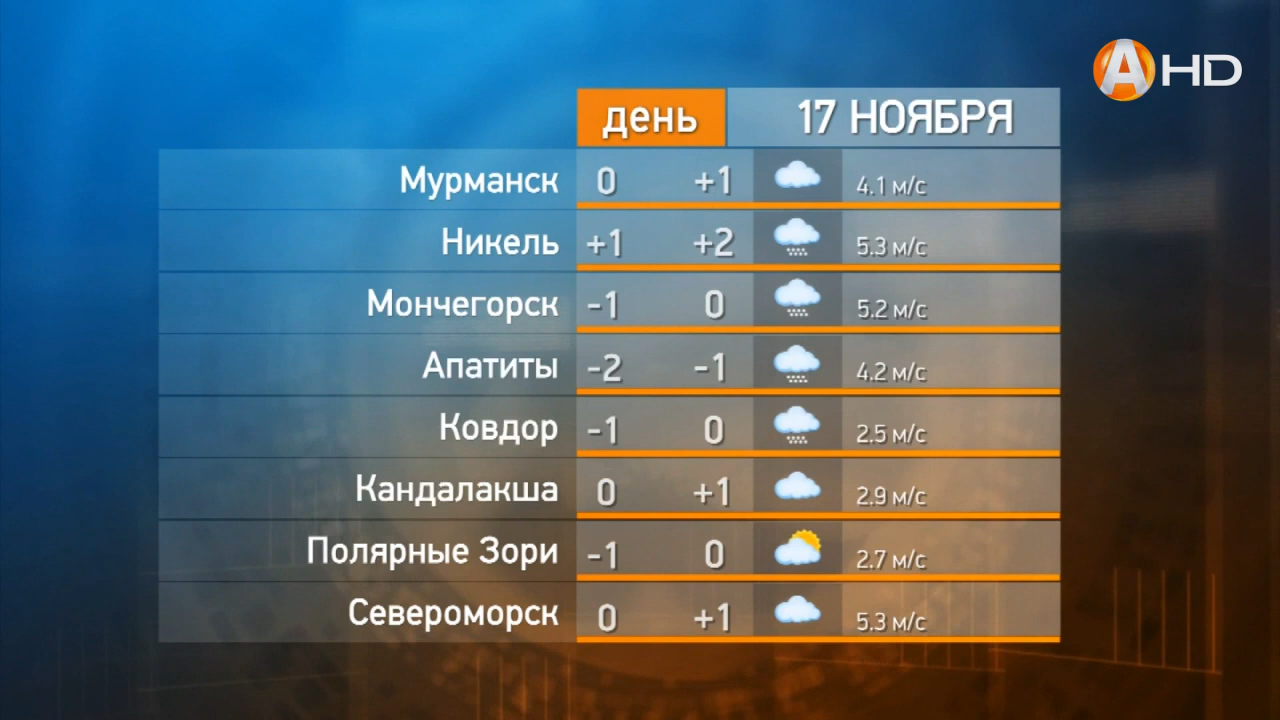 А HD
день 17 НОЯБРЯ
Мурманск 0 +1 4.1 м/с
Никель +1 +2 5.3 м/с
Мончегорск -1 0 5.2 м/с
Апатиты -2 -1 4.2 м/с
Ковдор -1 0 2.5 м/с
Кандалакша 0 +1 2.9 м/с
Полярные Зори -1 0 2.7 м/с
Североморск 0 +1 5.3 м/с